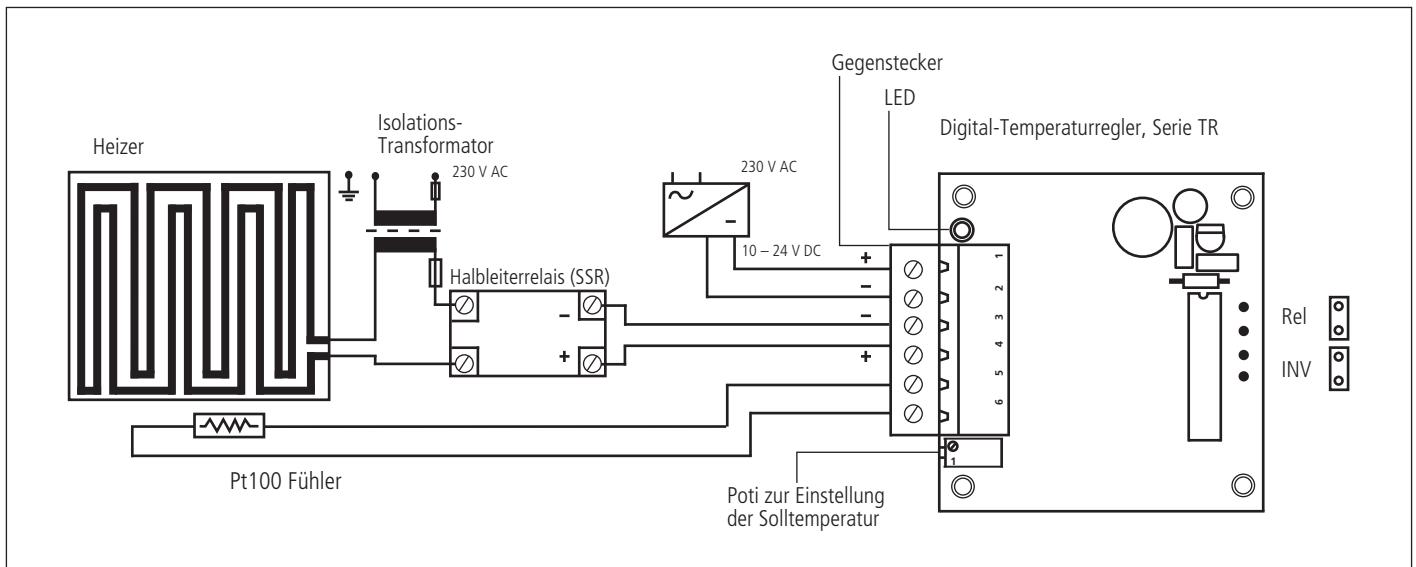 Gegenstecker
LED
Digital-Temperaturregler, Serie TR
Isolations-
Transformator
230 V AC
Heizer
230 V AC
~
–
10 – 24 V DC
Halbleiterrelais (SSR)
–
+
+
–
–
+
1
2
3
4
5
6
1
Rel
INV
Pt100 Fühler
Poti zur Einstellung
der Solltemperatur